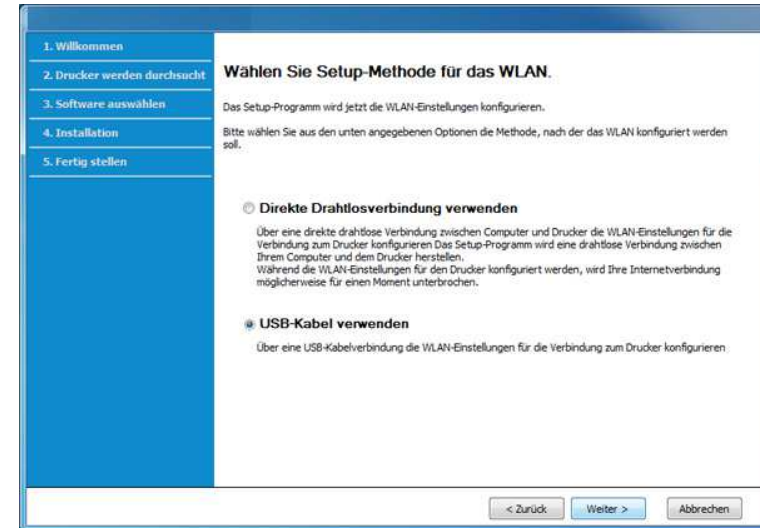 1. Willkommen
2. Drucker werden durchsucht
3. Software auswählen
4. Installation
5. Fertig stellen
Wählen Sie Setup-Methode für das WLAN.
Das Setup-Programm wird jetzt die WLAN-Einstellungen konfigurieren.
Bitte wählen Sie aus den unten angegebenen Optionen die Methode, nach der das WLAN konfiguriert werden
soll.
Direkte Drahtlosverbindung verwenden
Über eine direkte drahtlose Verbindung zwischen Computer und Drucker die WLAN-Einstellungen für die
Verbindung zum Drucker konfigurieren Das Setup-Programm wird eine drahtlose Verbindung zwischen
Ihrem Computer und dem Drucker herstellen.
Während die WLAN-Einstellungen für den Drucker konfiguriert werden, wird Ihre Internetverbindung
möglicherweise für einen Moment unterbrochen.
USB-Kabel verwenden
Über eine USB-Kabelverbindung die WLAN-Einstellungen für die Verbindung zum Drucker konfigurieren
< Zurück Weiter > Abbrechen